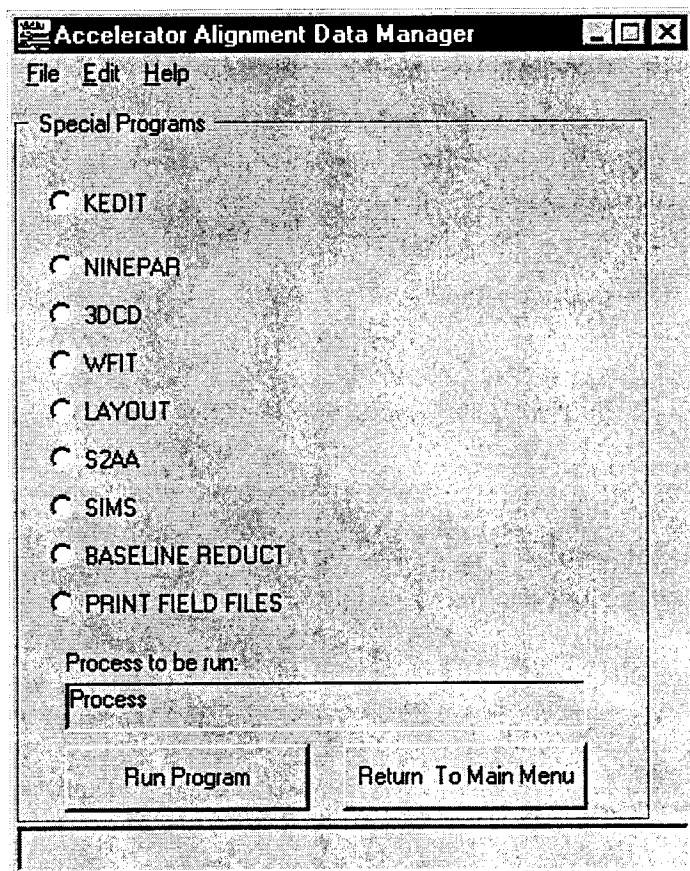 Accelerator Alignment Data Manager
File Edit Help
Special Programs
KEDIT
NINEPAR
3DCD
WFIT
LAYOUT
S2AA
SIMS
BASELINE REDUCT
PRINT FIELD FILES
Process to be run:
Process
Run Program Return To Main Menu